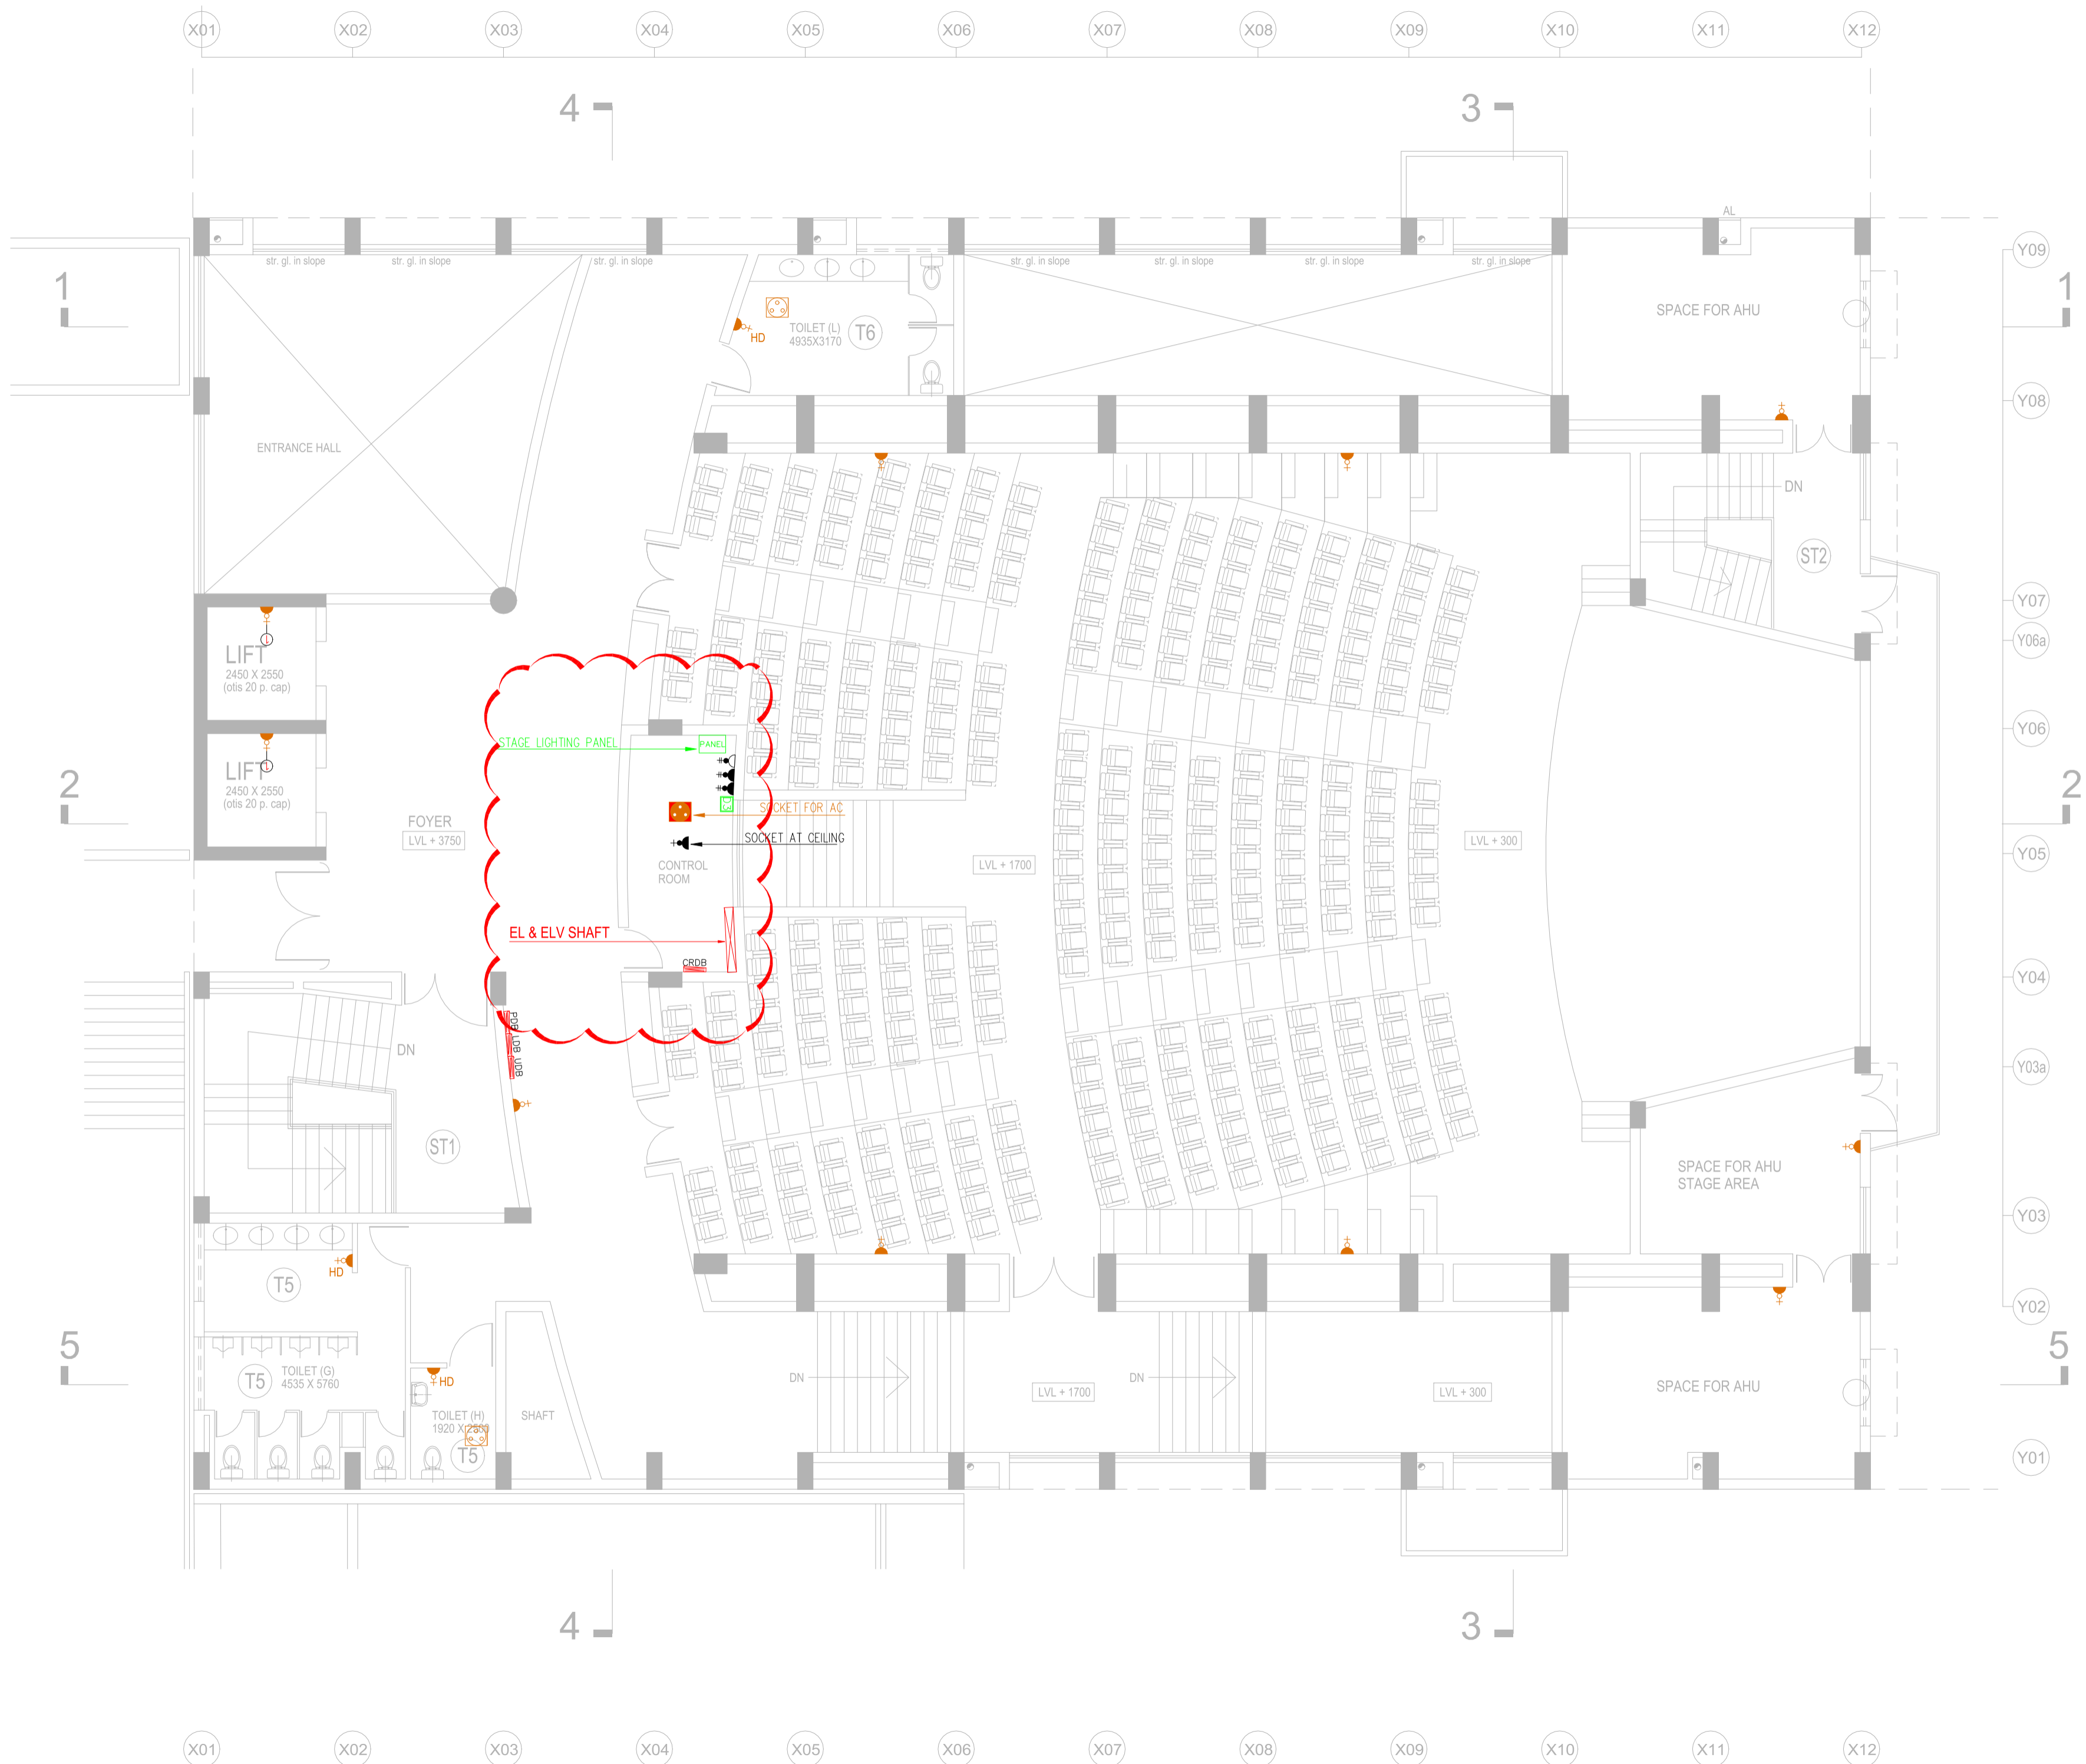 X01 X02 X03 X04 X05 X06 X07 X08 X09 X10 X11 X12
4 3
AL
Y09
str. gl. in slope str. gl. in slope str. gl. in slope str. gl. in slope str. gl. in slope str. gl. in slope str. gl. in slope
1 1
SPACE FOR AHU
HD
TOILET (L)
4935X3170
T6
Y08
ENTRANCE HALL
DN
ST2
Y07
Y06a
LIFT
2450 X 2550
(otis 20 p. cap)
Y06
STAGE LIGHTING PANEL
PANEL
LIFT
2450 X 2550
(otis 20 p. cap)
2 2
SOCKET FOR AC
FOYER
LVL + 3750
SOCKET AT CEILING
LVL + 300
CONTROL
ROOM
LVL + 1700
Y05
EL & ELV SHAFT
CRDB
Y04
PDB LDB UDB
DN
Y03a
ST1
SPACE FOR AHU
STAGE AREA
Y03
HD
T5
Y02
5 5
T5
TOILET (G)
4535 X 5760
HD
DN
LVL + 1700
DN
LVL + 300
SPACE FOR AHU
TOILET (H)
1920 X 2500
SHAFT
T5
Y01
4 3
X01 X02 X03 X04 X05 X06 X07 X08 X09 X10 X11 X12